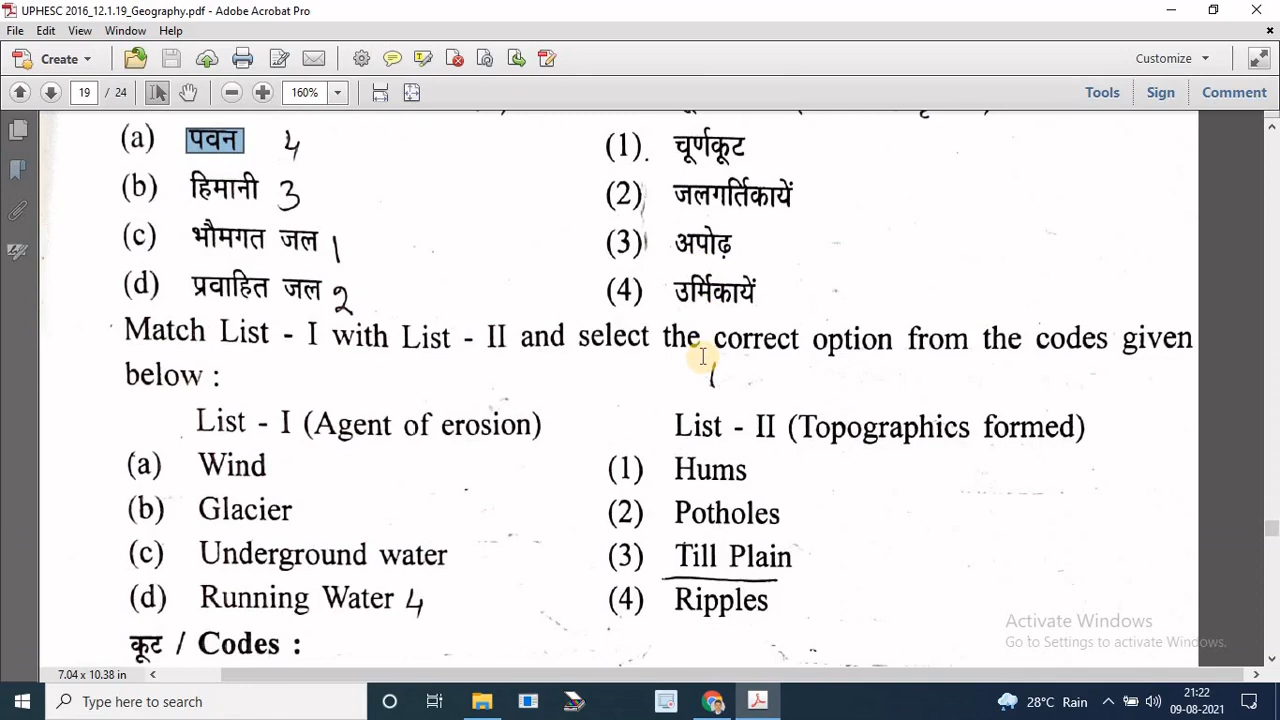 UPHESC 2016_12.1.19_Geography.pdf - Adobe Acrobat Pro
File Edit View Window Help
Create Customize
19 / 24 160% Tools Sign Comment
(a) पवन 4 (1). चूर्णकूट
(b) हिमानी 3 (2) जलगर्तिकायें
(c) भौमगत जल 1 (3) अपोढ़
(d) प्रवाहित जल 2 (4) उर्मिकायें
Match List - I with List - II and select the correct option from the codes given
below : 1
List - I (Agent of erosion) List - II (Topographics formed)
(a) Wind (1) Hums
(b) Glacier (2) Potholes
(c) Underground water (3) Till Plain
(d) Running Water 4 (4) Ripples
कूट / Codes :
Activate Windows
Go to Settings to activate Windows.
7.04 x 10.38 in
Type here to search 28°C Rain 21:22
09-08-2021